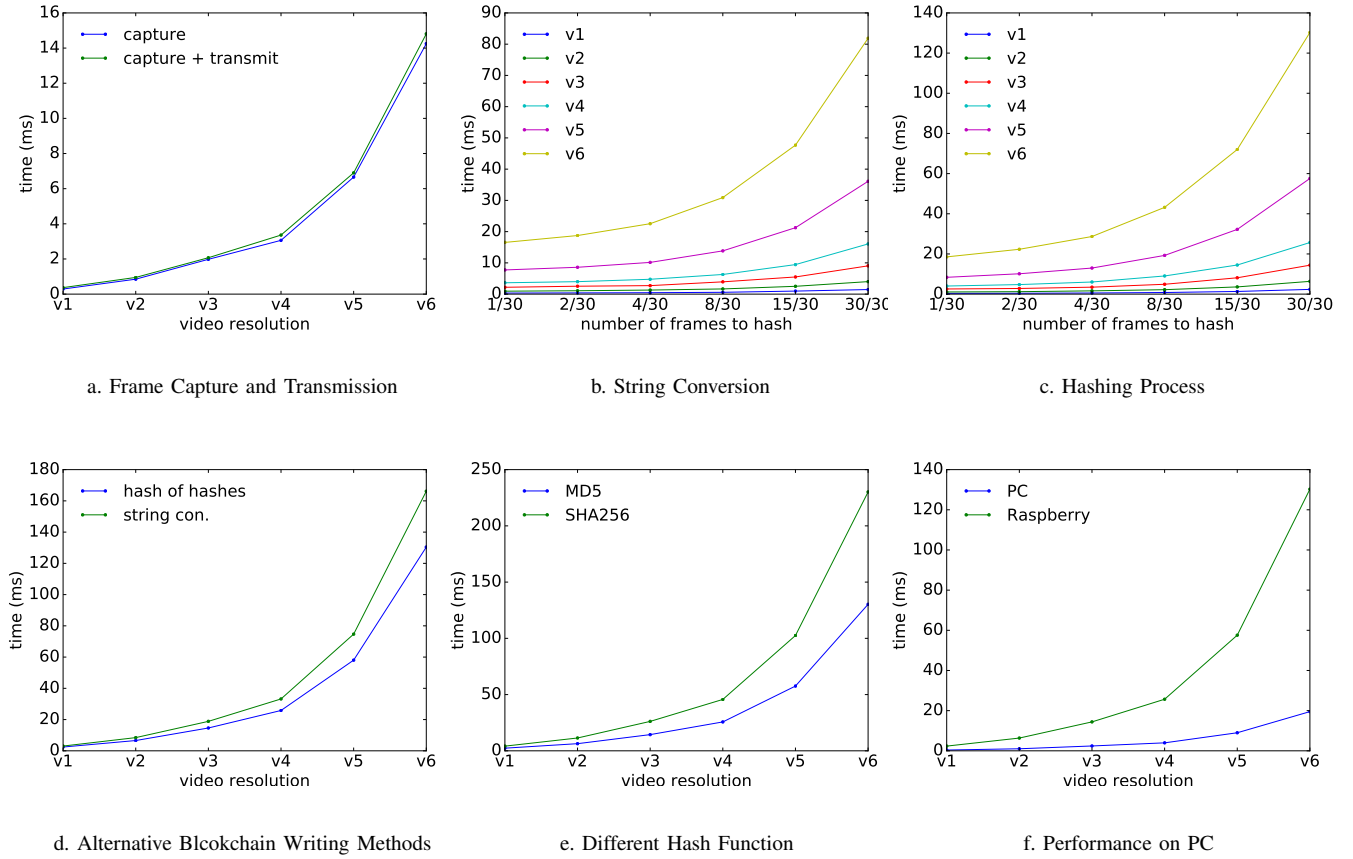 16
14
12
10
8
6
4
2
0
time (ms)
capture
capture + transmit
v1 v2 v3 v4 v5 v6
video resolution
a. Frame Capture and Transmission
90
80
70
60
50
40
30
20
10
0
time (ms)
v1
v2
v3
v4
v5
v6
1/30 2/30 4/30 8/30 15/30 30/30
number of frames to hash
b. String Conversion
140
120
100
80
60
40
20
0
time (ms)
v1
v2
v3
v4
v5
v6
1/30 2/30 4/30 8/30 15/30 30/30
number of frames to hash
c. Hashing Process
180
160
140
120
100
80
60
40
20
0
time (ms)
hash of hashes
string con.
v1 v2 v3 v4 v5 v6
video resolution
d. Alternative Blcokchain Writing Methods
250
200
150
100
50
0
time (ms)
MD5
SHA256
v1 v2 v3 v4 v5 v6
video resolution
e. Different Hash Function
140
120
100
80
60
40
20
0
time (ms)
PC
Raspberry
v1 v2 v3 v4 v5 v6
video resolution
f. Performance on PC